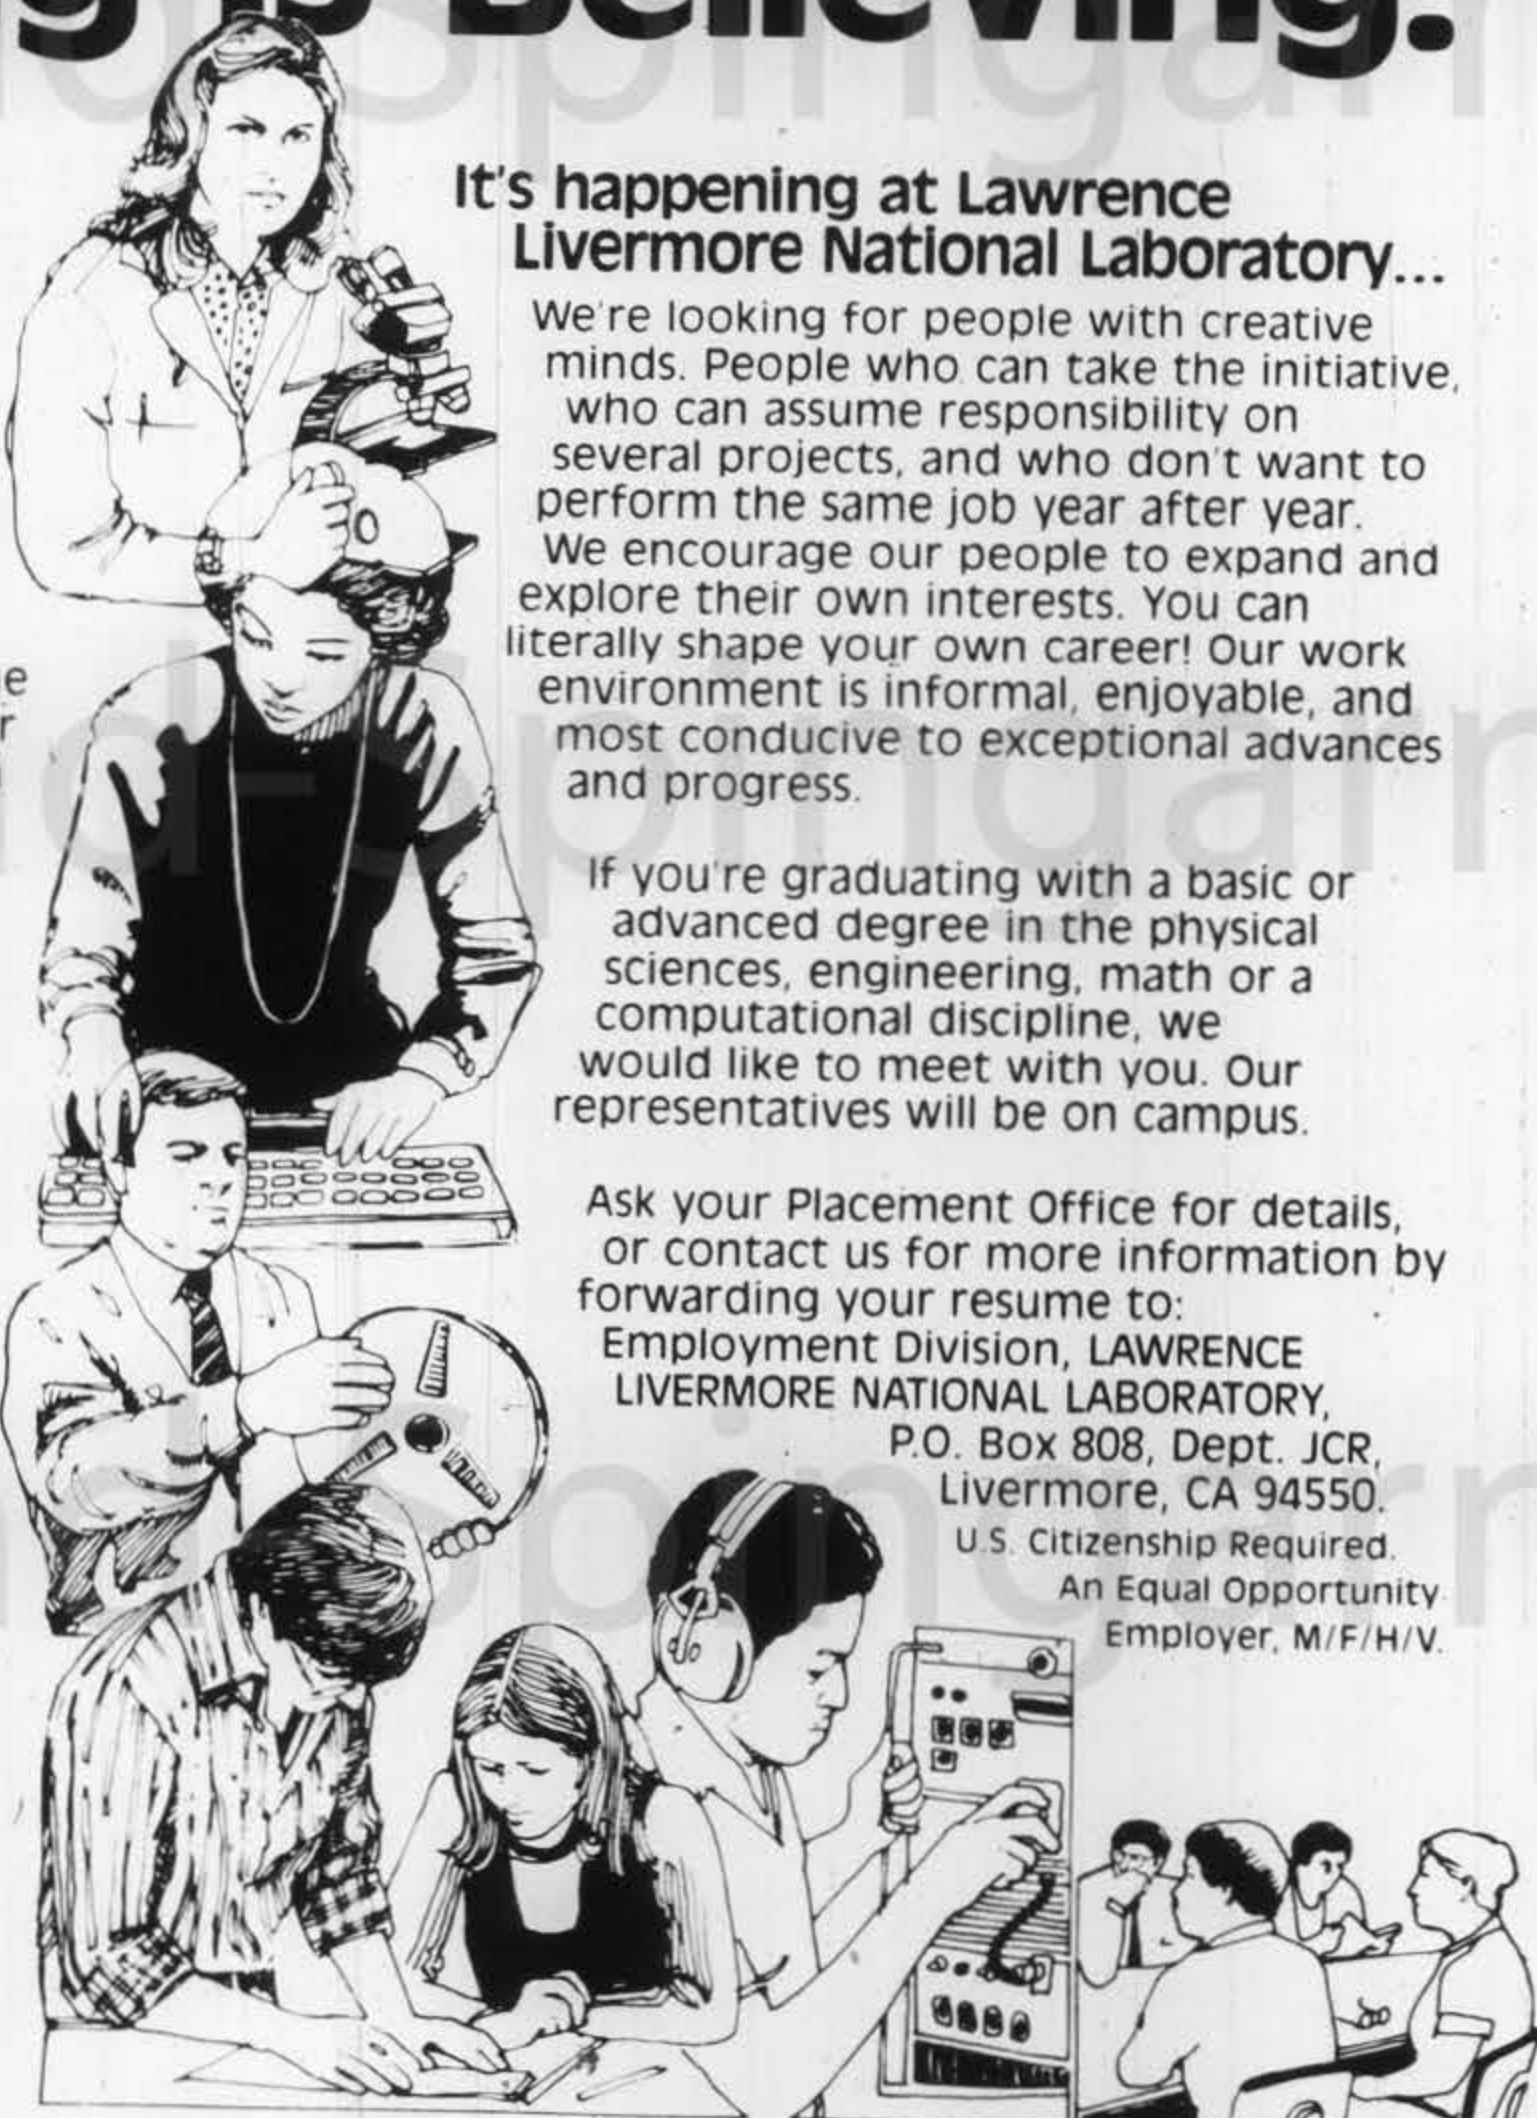 g is Believing.
It's happening at Lawrence
Livermore National Laboratory...
We're looking for people with creative
minds. People who can take the initiative,
who can assume responsibility on
several projects, and who don't want to
perform the same job year after year.
We encourage our people to expand and
explore their own interests. You can
literally shape your own career! Our work
environment is informal, enjoyable, and
most conducive to exceptional advances
and progress.
If you're graduating with a basic or
advanced degree in the physical
sciences, engineering, math or a
computational discipline, we
would like to meet with you. Our
representatives will be on campus.
Ask your Placement Office for details,
or contact us for more information by
forwarding your resume to:
Employment Division, LAWRENCE
LIVERMORE NATIONAL LABORATORY,
P.O. Box 808, Dept. JCR,
Livermore, CA 94550.
U.S. Citizenship Required.
An Equal Opportunity
Employer, M/F/H/V.